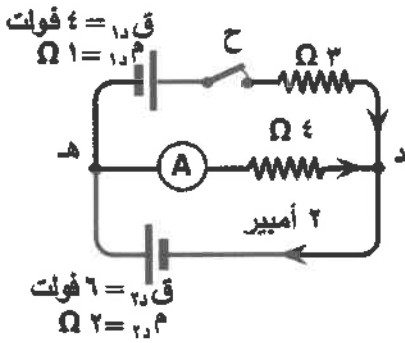 ق د١ = ٤ فولت
م د١ = ١ Ω
ح
٣ Ω
٤ Ω
هـ
A
د
٢ أمبير
ق د٢ = ٦ فولت
م د٢ = ٢ Ω